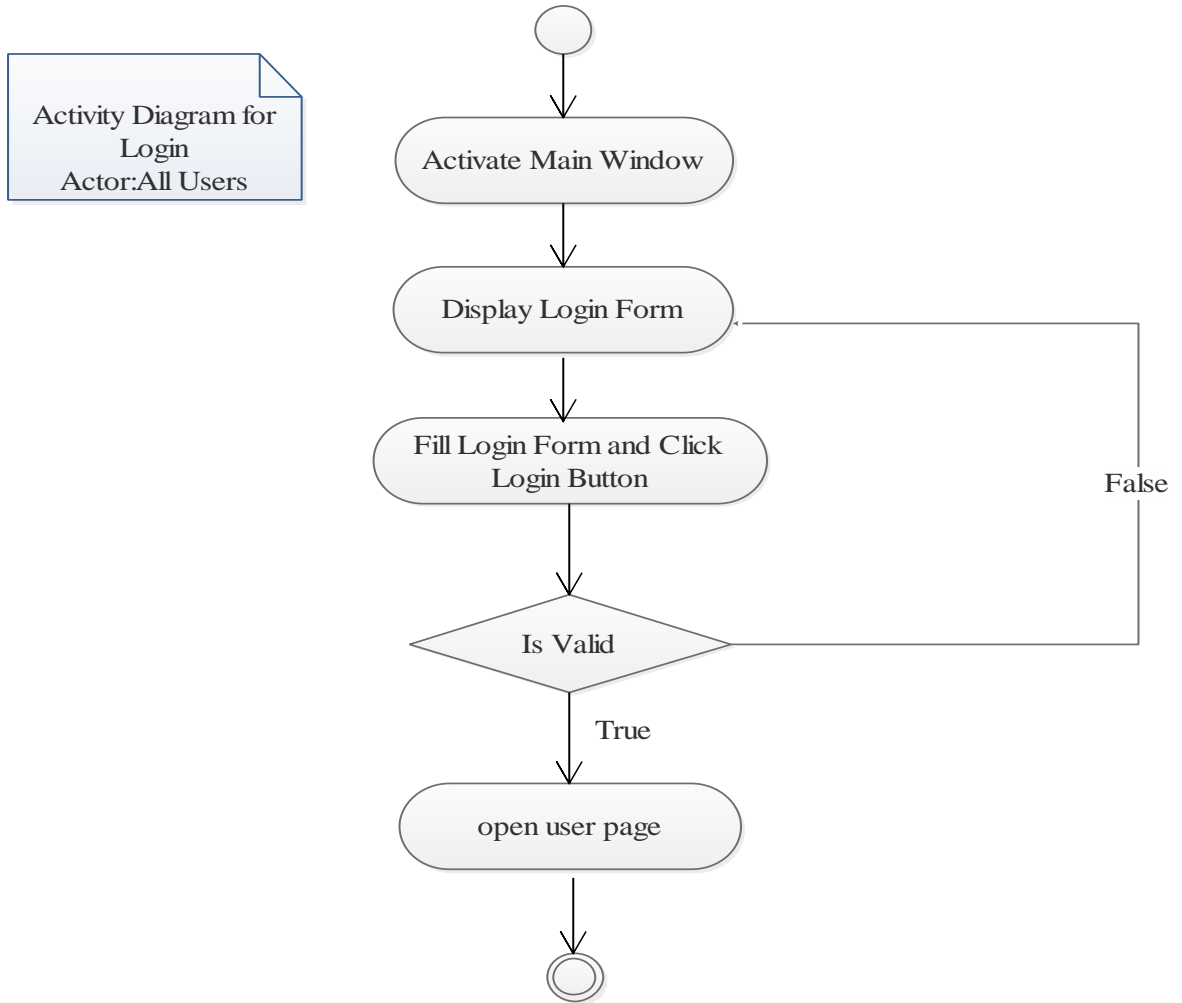 Activity Diagram for
Login
Actor:All Users
Activate Main Window
Display Login Form
Fill Login Form and Click
Login Button
False
Is Valid
True
open user page